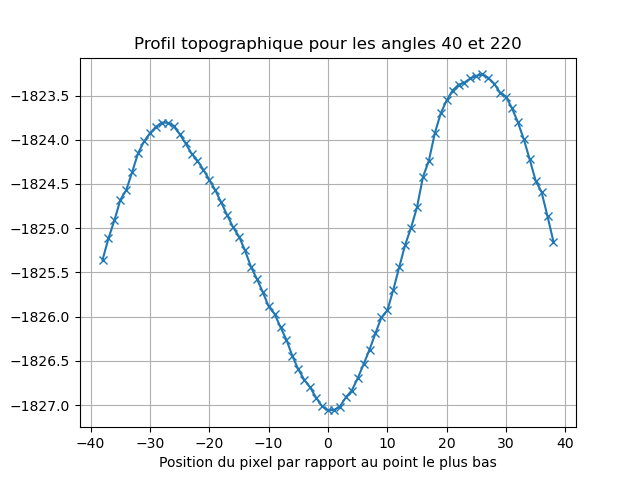 Profil topographique pour les angles 40 et 220
−1823.5
−1824.0
−1824.5
−1825.0
−1825.5
−1826.0
−1826.5
−1827.0
−40 −30 −20 −10 0 10 20 30 40
Position du pixel par rapport au point le plus bas